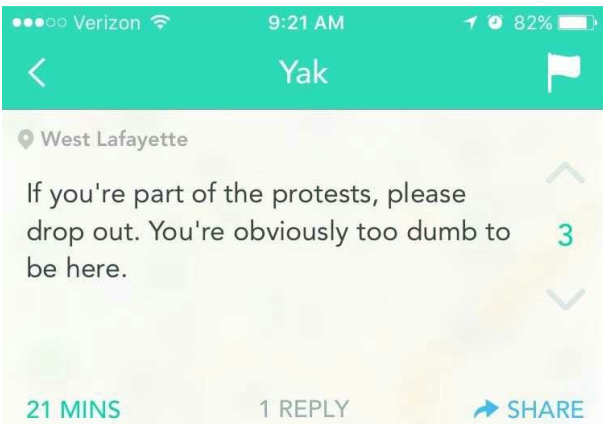 Verizon 9:21 AM 82%
Yak
West Lafayette
If you're part of the protests, please
drop out. You're obviously too dumb to
be here.
3
21 MINS 1 REPLY SHARE